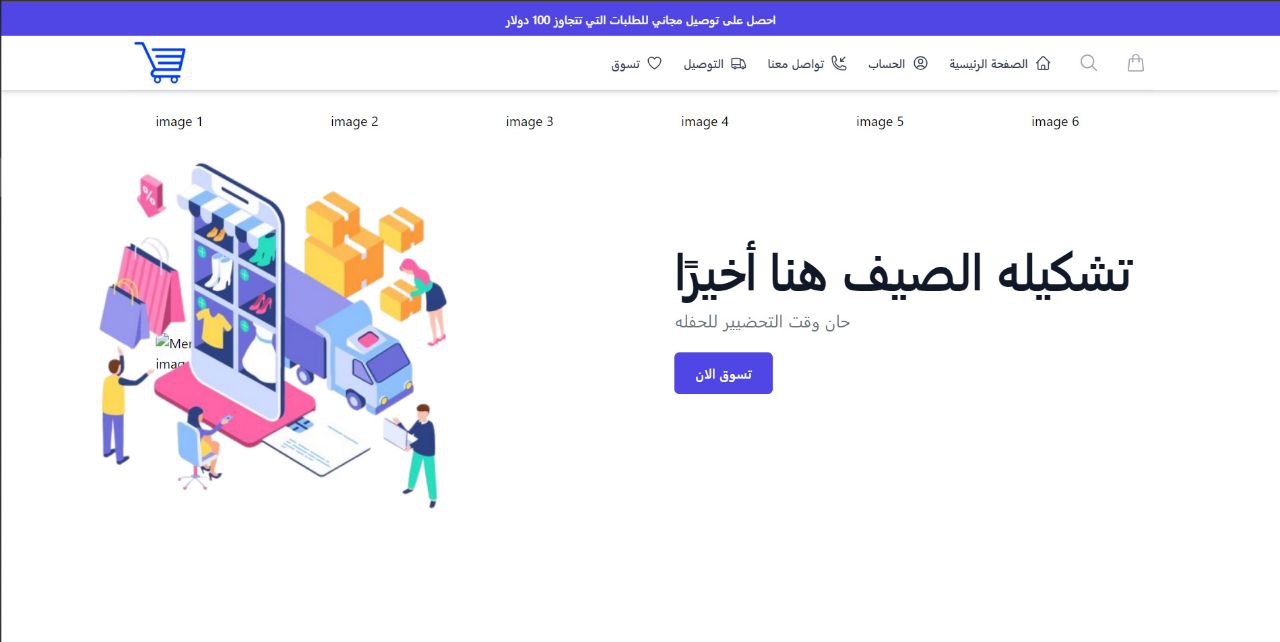 احصل على توصيل مجاني للطلبات التي تتجاوز 100 دولار
الصفحة الرئيسية
الحساب
تواصل معنا
التوصيل
تسوق
image 1
image 2
image 3
image 4
image 5
image 6
%
تشكيله الصيف هنا أخيرًا
حان وقت التحضيير للحفله
تسوق الان